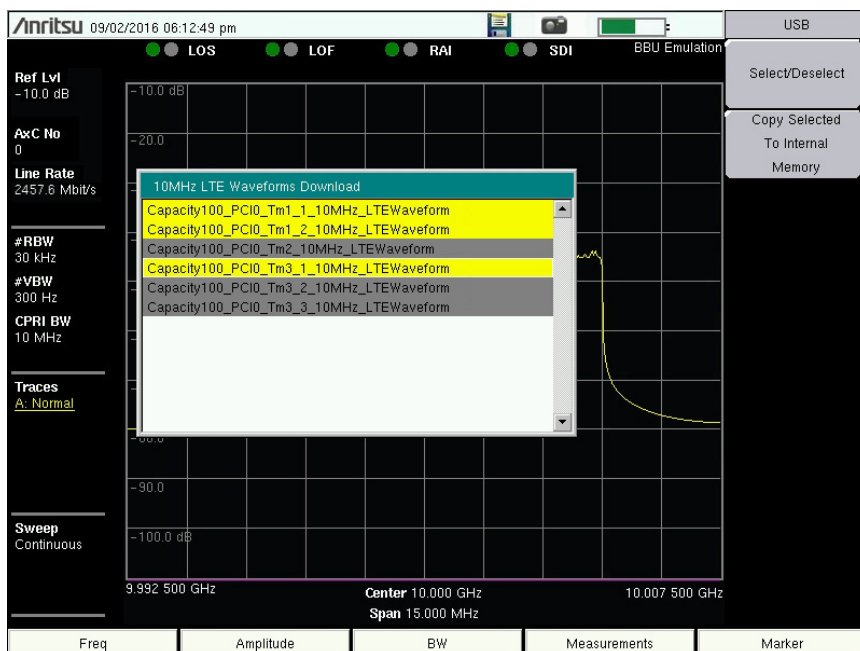 Anritsu 09/02/2016 06:12:49 pm
USB
LOS LOF RAI SDI BBU Emulation
Select/Deselect
Copy Selected
To Internal
Memory
Ref Lvl
-10.0 dB
AxC No
0
Line Rate
2457.6 Mbit/s
#RBW
30 kHz
#VBW
300 Hz
CPRI BW
10 MHz
Traces
A: Normal
Sweep
Continuous
-10.0 dB
-20.0
10MHz LTE Waveforms Download
Capacity100_PCI0_Tm1_1_10MHz_LTEWaveform
Capacity100_PCI0_Tm1_2_10MHz_LTEWaveform
Capacity100_PCI0_Tm2_10MHz_LTEWaveform
Capacity100_PCI0_Tm3_1_10MHz_LTEWaveform
Capacity100_PCI0_Tm3_2_10MHz_LTEWaveform
Capacity100_PCI0_Tm3_3_10MHz_LTEWaveform
-90.0
-100.0 dB
9.992 500 GHz
Center 10.000 GHz
10.007 500 GHz
Span 15.000 MHz
Freq
Amplitude
BW
Measurements
Marker